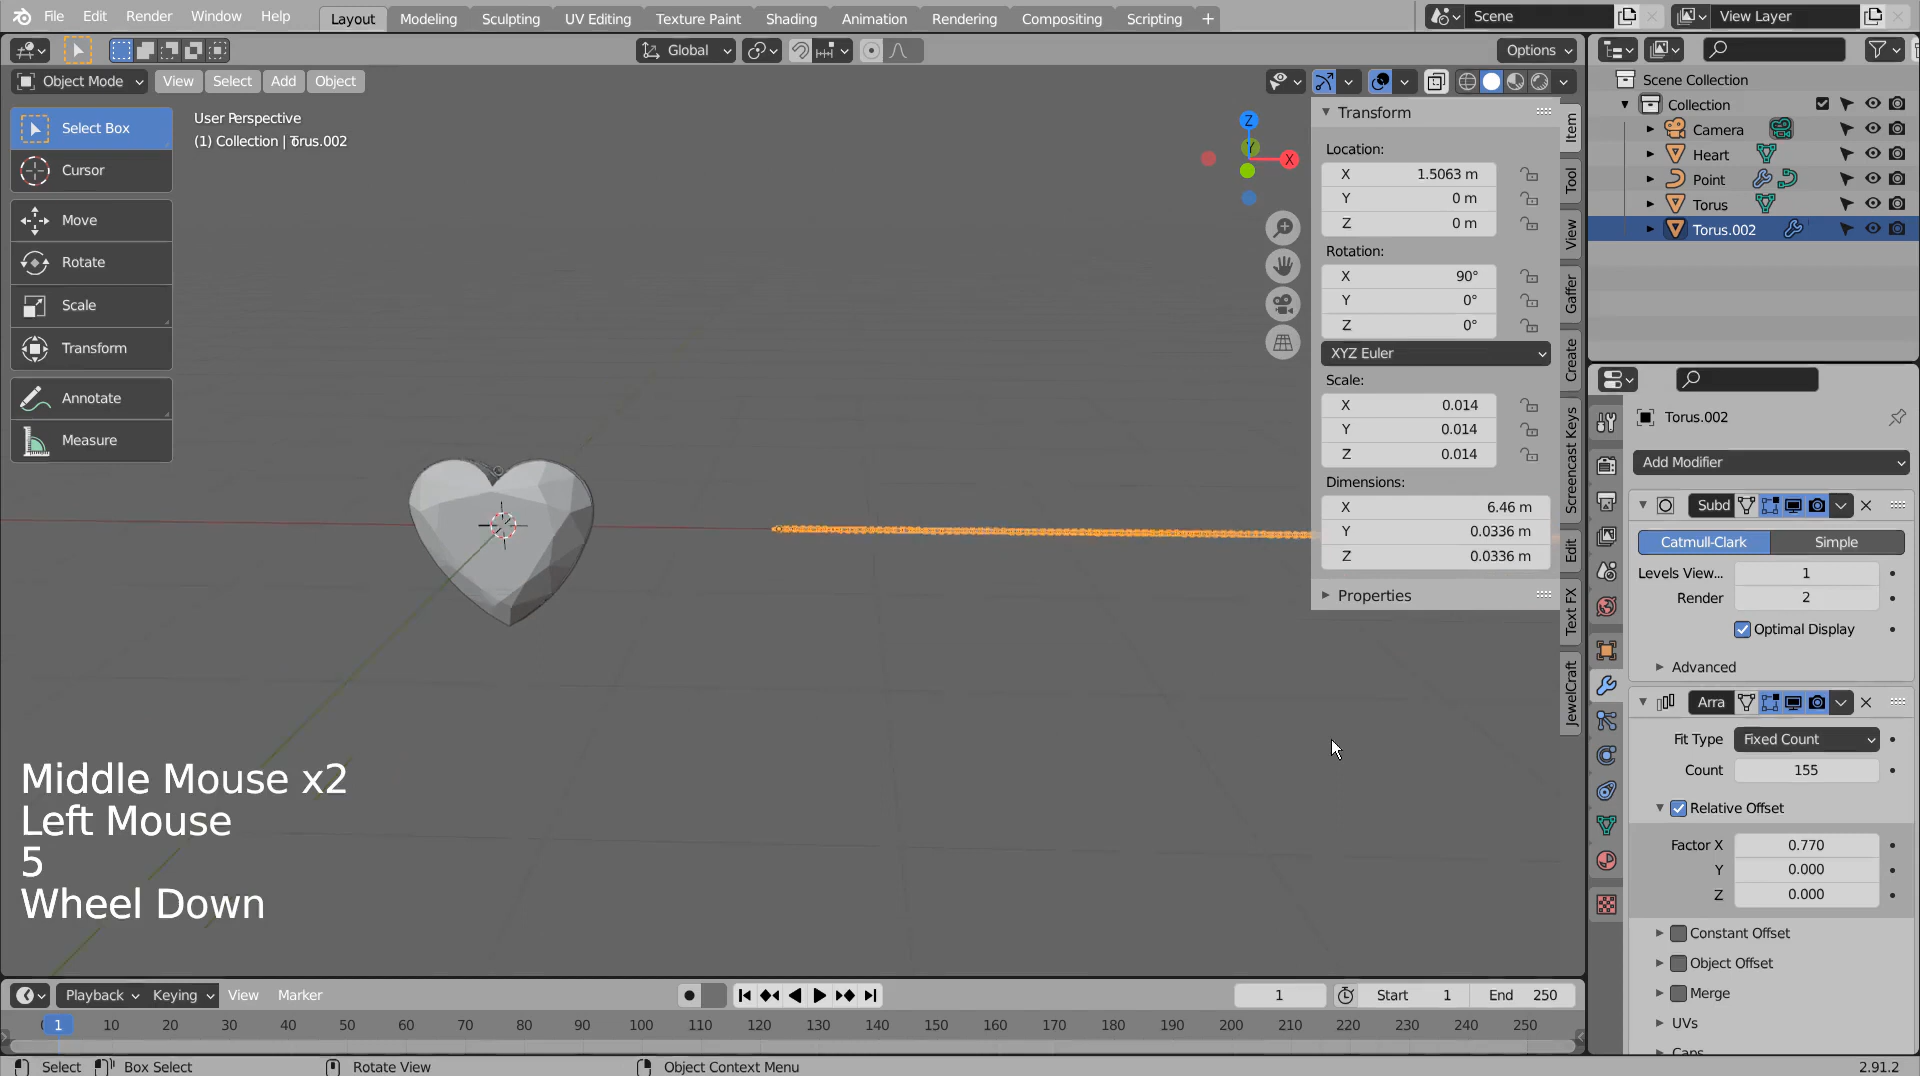 File Edit Render Window Help Layout Modeling Sculpting UV Editing Texture Paint Shading Animation Rendering Compositing Scripting + Scene View Layer
Global Options
Object Mode View Select Add Object
Select Box
Cursor
Move
Rotate
Scale
Transform
Annotate
Measure
User Perspective
(1) Collection | Torus.002
Z
Y
X
Transform
Location:
X 1.5063 m
Y 0 m
Z 0 m
Rotation:
X 90°
Y 0°
Z 0°
XYZ Euler
Scale:
X 0.014
Y 0.014
Z 0.014
Dimensions:
X 6.46 m
Y 0.0336 m
Z 0.0336 m
Properties
Item
Tool
View
Gaffer
Create
Screencast Keys
Edit
Text FX
JewelCraft
Scene Collection
Collection
Camera
Heart
Point
Torus
Torus.002
Torus.002
Add Modifier
Subd
Catmull-Clark Simple
Levels View... 1
Render 2
Optimal Display
Advanced
Arra
Fit Type Fixed Count
Count 155
Relative Offset
Factor X 0.770
Y 0.000
Z 0.000
Constant Offset
Object Offset
Merge
UVs
Caps
Middle Mouse x2
Left Mouse
5
Wheel Down
Playback Keying View Marker 1 Start 1 End 250
1 10 20 30 40 50 60 70 80 90 100 110 120 130 140 150 160 170 180 190 200 210 220 230 240 250
Select Box Select Rotate View Object Context Menu 2.91.2